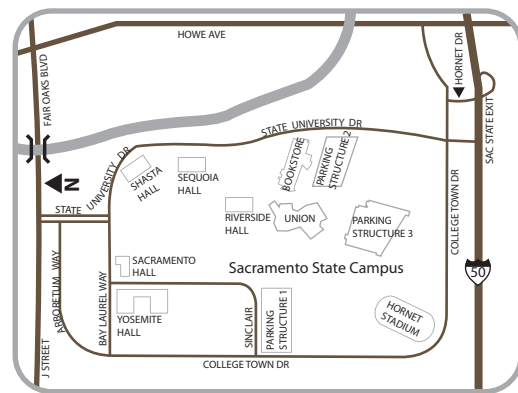 HOWE AVE
FAIR OAKS BLVD
HORNET DR
SAC STATE EXIT
STATE UNIVERSITY DR
BOOKSTORE
PARKING
STRUCTURE 2
N
STATE UNIVERSITY DR
SHASTA
HALL
SEQUOIA
HALL
RIVERSIDE
HALL
UNION
PARKING
STRUCTURE 3
COLLEGE TOWN DR
ARBORETUM WAY
BAY LAUREL WAY
SACRAMENTO
HALL
Sacramento State Campus
50
YOSEMITE
HALL
SINCLAIR
PARKING
STRUCTURE 1
HORNET
STADIUM
J STREET
COLLEGE TOWN DR